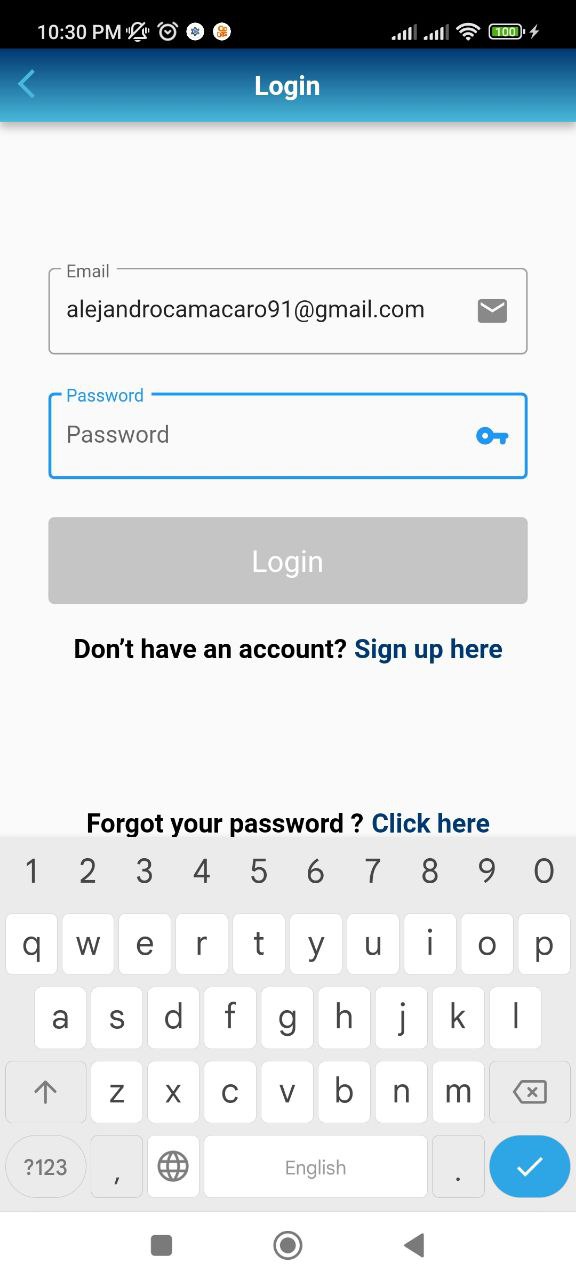 10:30 PM
100
Login
Email
alejandrocamacaro91@gmail.com
Password
Password
Login
Don’t have an account? Sign up here
Forgot your password ? Click here
1 2 3 4 5 6 7 8 9 0
q w e r t y u i o p
a s d f g h j k l
z x c v b n m
?123 , English .